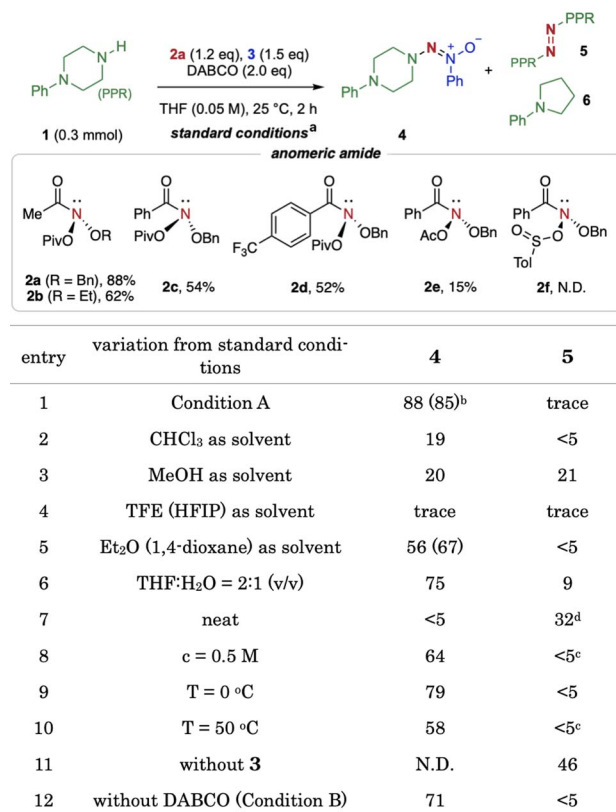 N H
N
Ph (PPR)
1 (0.3 mmol)
2a (1.2 eq), 3 (1.5 eq)
DABCO (2.0 eq)
THF (0.05 M), 25 °C, 2 h
standard conditionsᵃ
N N N⁺ O⁻
N Ph
Ph
4
+
N PPR
PPR N
5
Ph N
6
anomeric amide
O
Me N
PivO OR
2a (R = Bn), 88%
2b (R = Et), 62%
O
Ph N
PivO OBn
2c, 54%
O
N
F₃C PivO OBn
2d, 52%
O
Ph N
AcO OBn
2e, 15%
O
Ph N
O S O OBn
Tol
2f, N.D.
entry variation from standard condi-
tions 4 5
1 Condition A 88 (85)ᵇ trace
2 CHCl₃ as solvent 19 <5
3 MeOH as solvent 20 21
4 TFE (HFIP) as solvent trace trace
5 Et₂O (1,4-dioxane) as solvent 56 (67) <5
6 THF:H₂O = 2:1 (v/v) 75 9
7 neat <5 32ᵈ
8 c = 0.5 M 64 <5ᶜ
9 T = 0 °C 79 <5
10 T = 50 °C 58 <5ᶜ
11 without 3 N.D. 46
12 without DABCO (Condition B) 71 <5